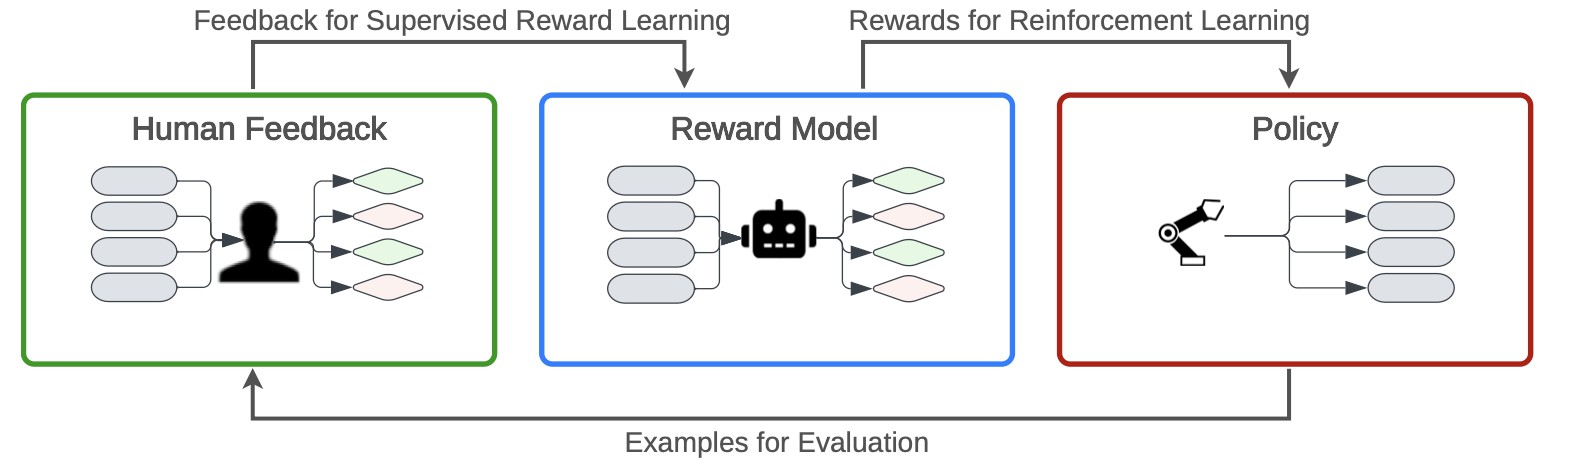 Feedback for Supervised Reward Learning
Rewards for Reinforcement Learning
Human Feedback
Reward Model
Policy
Examples for Evaluation